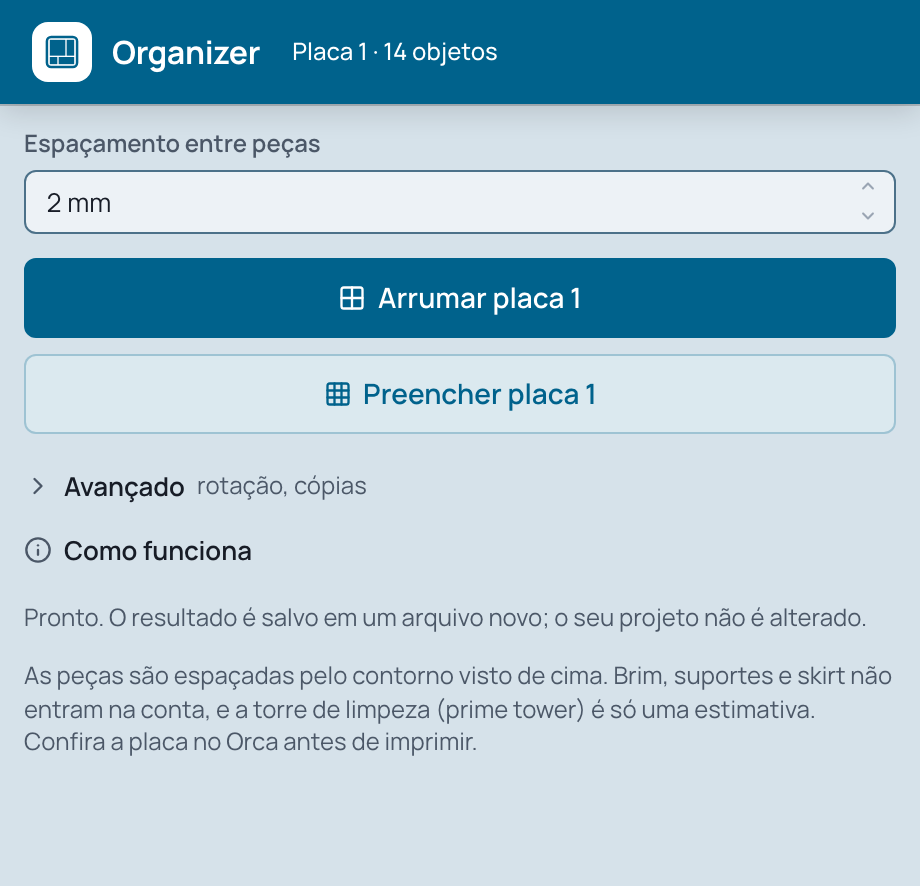 Organizer
Placa 1 · 14 objetos
Espaçamento entre peças
2 mm
Arrumar placa 1
Preencher placa 1
Avançado rotação, cópias
Como funciona
Pronto. O resultado é salvo em um arquivo novo; o seu projeto não é alterado.
As peças são espaçadas pelo contorno visto de cima. Brim, suportes e skirt não
entram na conta, e a torre de limpeza (prime tower) é só uma estimativa.
Confira a placa no Orca antes de imprimir.